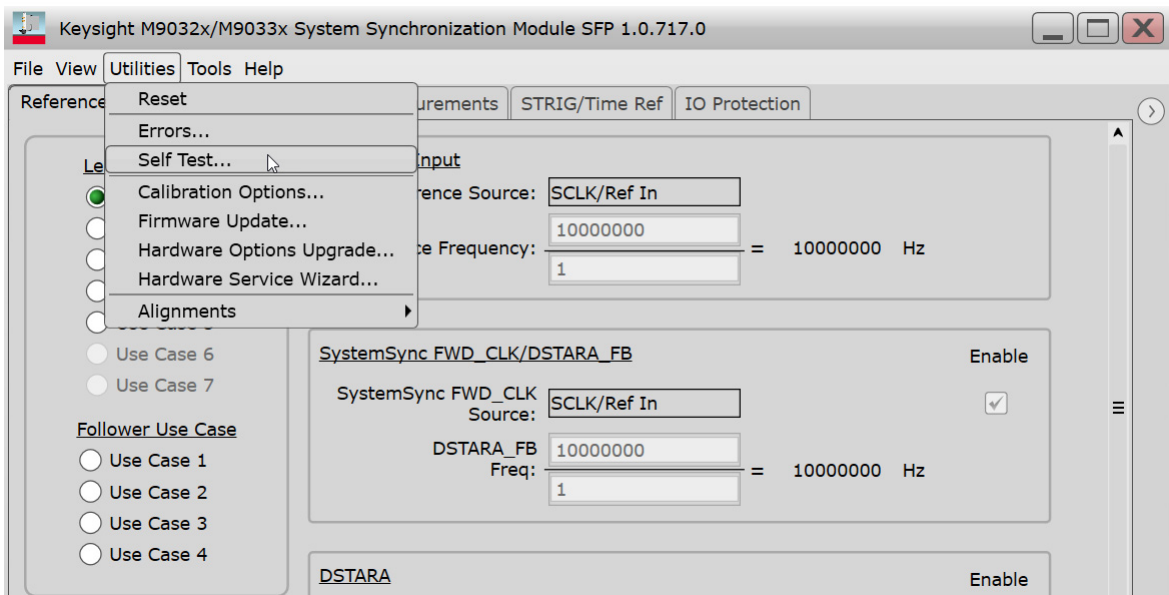 Keysight M9032x/M9033x System Synchronization Module SFP 1.0.717.0
File View Utilities Tools Help
Reference
STRIG/Time Ref
IO Protection
Reset
Errors...
Self Test...
Calibration Options...
Firmware Update...
Hardware Options Upgrade...
Hardware Service Wizard...
Alignments
Use Case 6
Use Case 7
Follower Use Case
Use Case 1
Use Case 2
Use Case 3
Use Case 4
Source: SCLK/Ref In
Frequency: 10000000 = 10000000 Hz
1
SystemSync FWD_CLK/DSTARA_FB Enable
SystemSync FWD_CLK
Source: SCLK/Ref In
DSTARA_FB
Freq: 10000000 = 10000000 Hz
1
DSTARA Enable